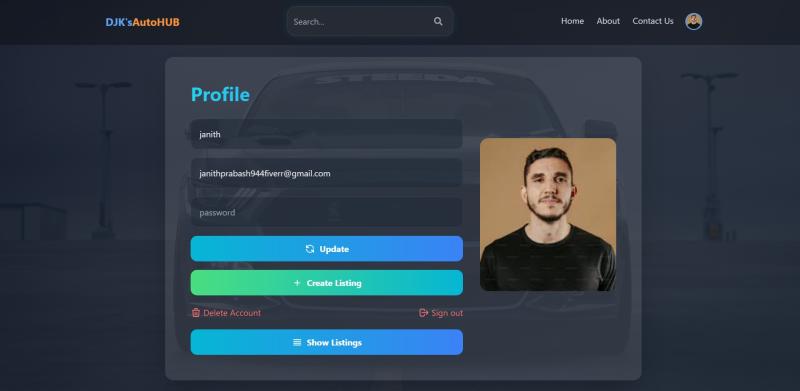 DJK'sAutoHUB
Search...
Home About Contact Us
STEEDA
Profile
janith
janithprabash944fiverr@gmail.com
password
Update
Create Listing
Delete Account Sign out
Show Listings